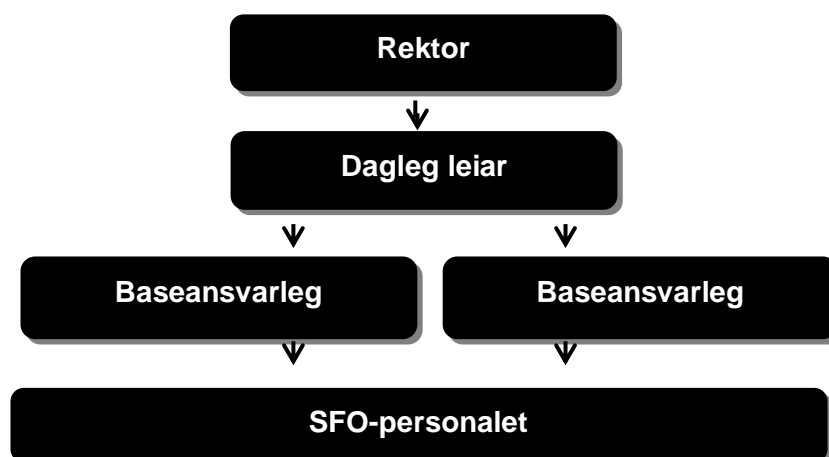 Rektor
Dagleg leiar
Baseansvarleg
Baseansvarleg
SFO-personalet